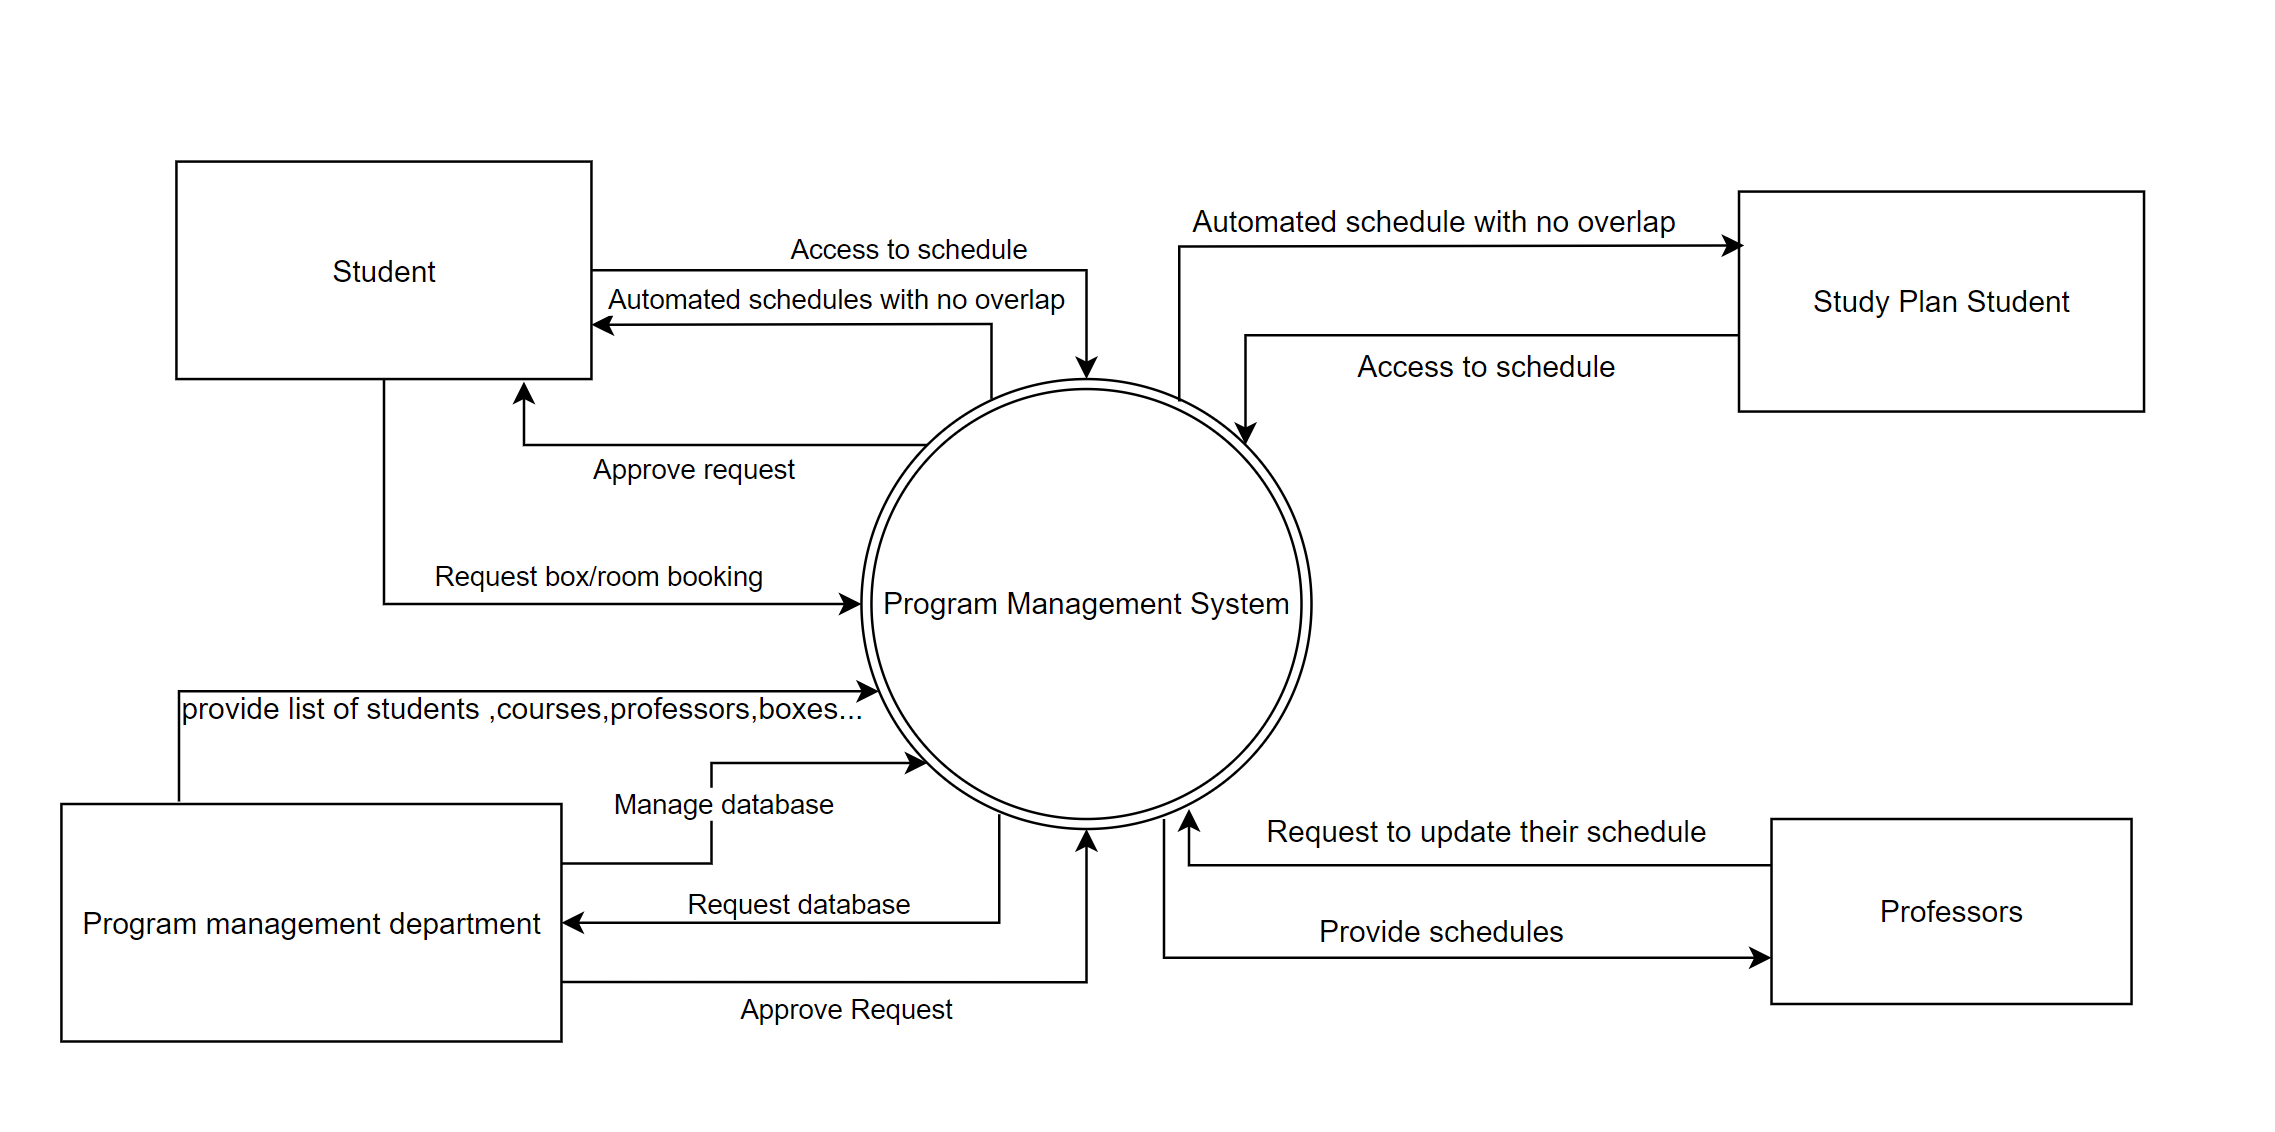 Automated schedule with no overlap
Access to schedule
Student
Automated schedules with no overlap
Study Plan Student
Access to schedule
Approve request
Request box/room booking
Program Management System
provide list of students ,courses,professors,boxes...
Manage database
Request to update their schedule
Request database
Professors
Program management department
Provide schedules
Approve Request